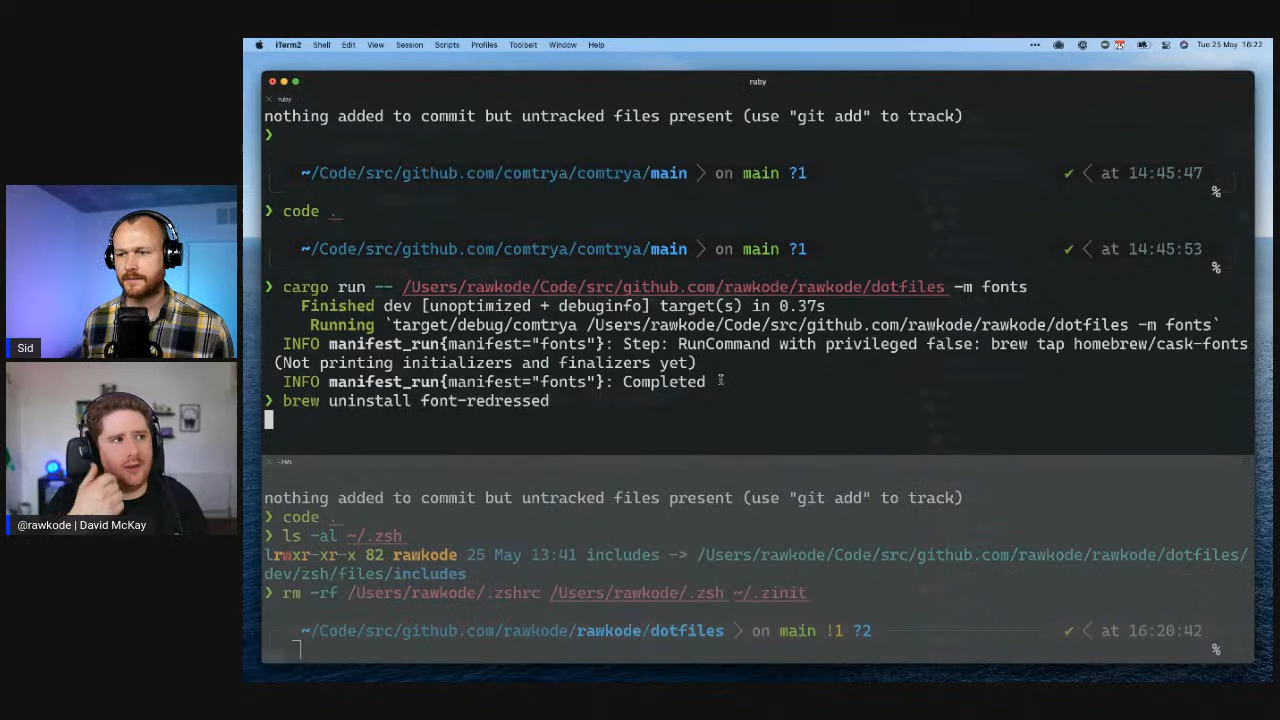 iTerm2 Shell Edit View Session Scripts Profiles Toolbelt Window Help
Tue 25 May 16:22
ruby
ruby
nothing added to commit but untracked files present (use "git add" to track)
❯
~/Code/src/github.com/comtrya/comtrya/main on main ?1 ✔ at 14:45:47
%
❯ code .
~/Code/src/github.com/comtrya/comtrya/main on main ?1 ✔ at 14:45:53
%
❯ cargo run -- /Users/rawkode/Code/src/github.com/rawkode/rawkode/dotfiles -m fonts
Finished dev [unoptimized + debuginfo] target(s) in 0.37s
Running `target/debug/comtrya /Users/rawkode/Code/src/github.com/rawkode/rawkode/dotfiles -m fonts`
INFO manifest_run{manifest="fonts"}: Step: RunCommand with privileged false: brew tap homebrew/cask-fonts
(Not printing initializers and finalizers yet)
INFO manifest_run{manifest="fonts"}: Completed
❯ brew uninstall font-redressed
-zsh
nothing added to commit but untracked files present (use "git add" to track)
❯ code .
❯ ls -al ~/.zsh
lrwxr-xr-x 82 rawkode 25 May 13:41 includes -> /Users/rawkode/Code/src/github.com/rawkode/rawkode/dotfiles/
dev/zsh/files/includes
❯ rm -rf /Users/rawkode/.zshrc /Users/rawkode/.zsh ~/.zinit
~/Code/src/github.com/rawkode/rawkode/dotfiles on main !1 ?2 ✔ at 16:20:42
%
Sid
@rawkode | David McKay